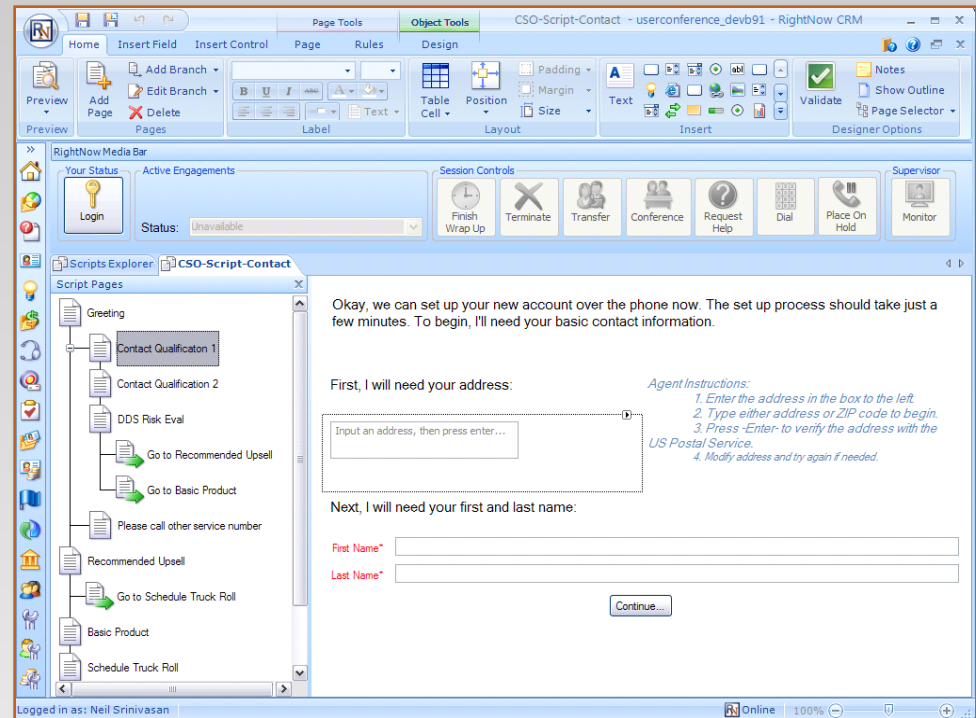 Page Tools
Object Tools
CSO-Script-Contact - userconference_devb91 - RightNow CRM
RN
Home
Insert Field
Insert Control
Page
Rules
Design
Preview
Add Page
Add Branch
Edit Branch
Delete
B I U abc A
Text
Table Cell
Position
Padding
Margin
Size
A
Text
abl
Validate
Notes
Show Outline
Page Selector
Preview
Pages
Label
Layout
Insert
Designer Options
RightNow Media Bar
Your Status
Active Engagements
Session Controls
Supervisor
Login
Status: Unavailable
Finish Wrap Up
Terminate
Transfer
Conference
Request Help
Dial
Place On Hold
Monitor
Scripts Explorer
CSO-Script-Contact
Script Pages
Greeting
Contact Qualificaton 1
Contact Qualification 2
DDS Risk Eval
Go to Recommended Upsell
Go to Basic Product
Please call other service number
Recommended Upsell
Go to Schedule Truck Roll
Basic Product
Schedule Truck Roll
Okay, we can set up your new account over the phone now. The set up process should take just a
few minutes. To begin, I'll need your basic contact information.
First, I will need your address:
Input an address, then press enter...
Agent Instructions:
1. Enter the address in the box to the left.
2. Type either address or ZIP code to begin.
3. Press -Enter- to verify the address with the
US Postal Service.
4. Modify address and try again if needed.
Next, I will need your first and last name:
First Name*
Last Name*
Continue...
Logged in as: Neil Srinivasan
RN Online
100%